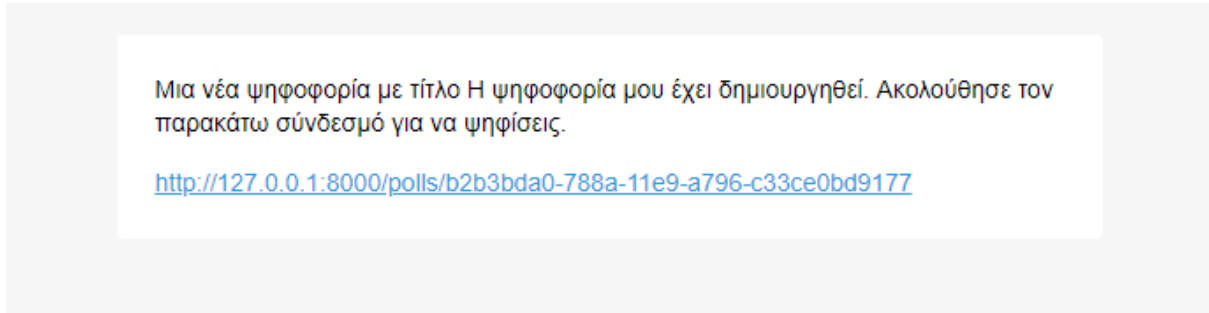 Μια νέα ψηφοφορία με τίτλο Η ψηφοφορία μου έχει δημιουργηθεί. Ακολούθησε τον
παρακάτω σύνδεσμό για να ψηφίσεις.
http://127.0.0.1:8000/polls/b2b3bda0-788a-11e9-a796-c33ce0bd9177